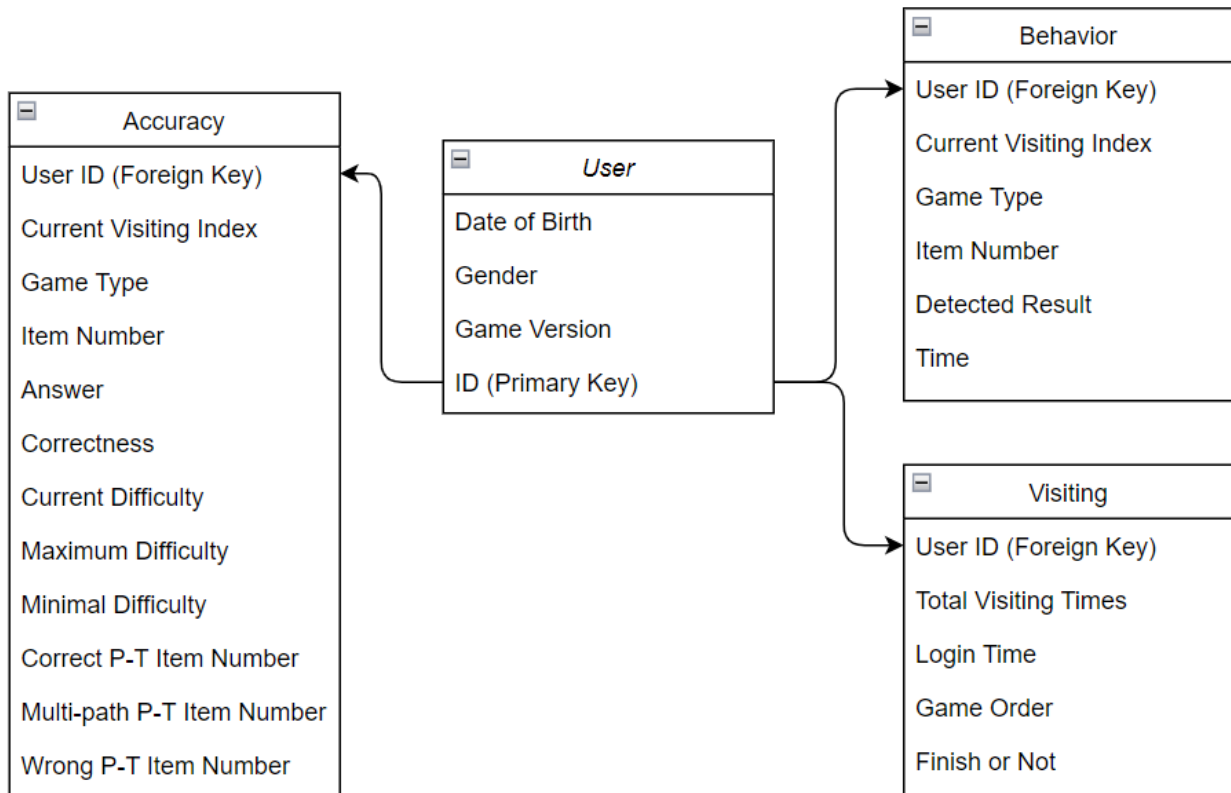 Accuracy
User ID (Foreign Key)
Current Visiting Index
Game Type
Item Number
Answer
Correctness
Current Difficulty
Maximum Difficulty
Minimal Difficulty
Correct P-T Item Number
Multi-path P-T Item Number
Wrong P-T Item Number
User
Date of Birth
Gender
Game Version
ID (Primary Key)
Behavior
User ID (Foreign Key)
Current Visiting Index
Game Type
Item Number
Detected Result
Time
Visiting
User ID (Foreign Key)
Total Visiting Times
Login Time
Game Order
Finish or Not